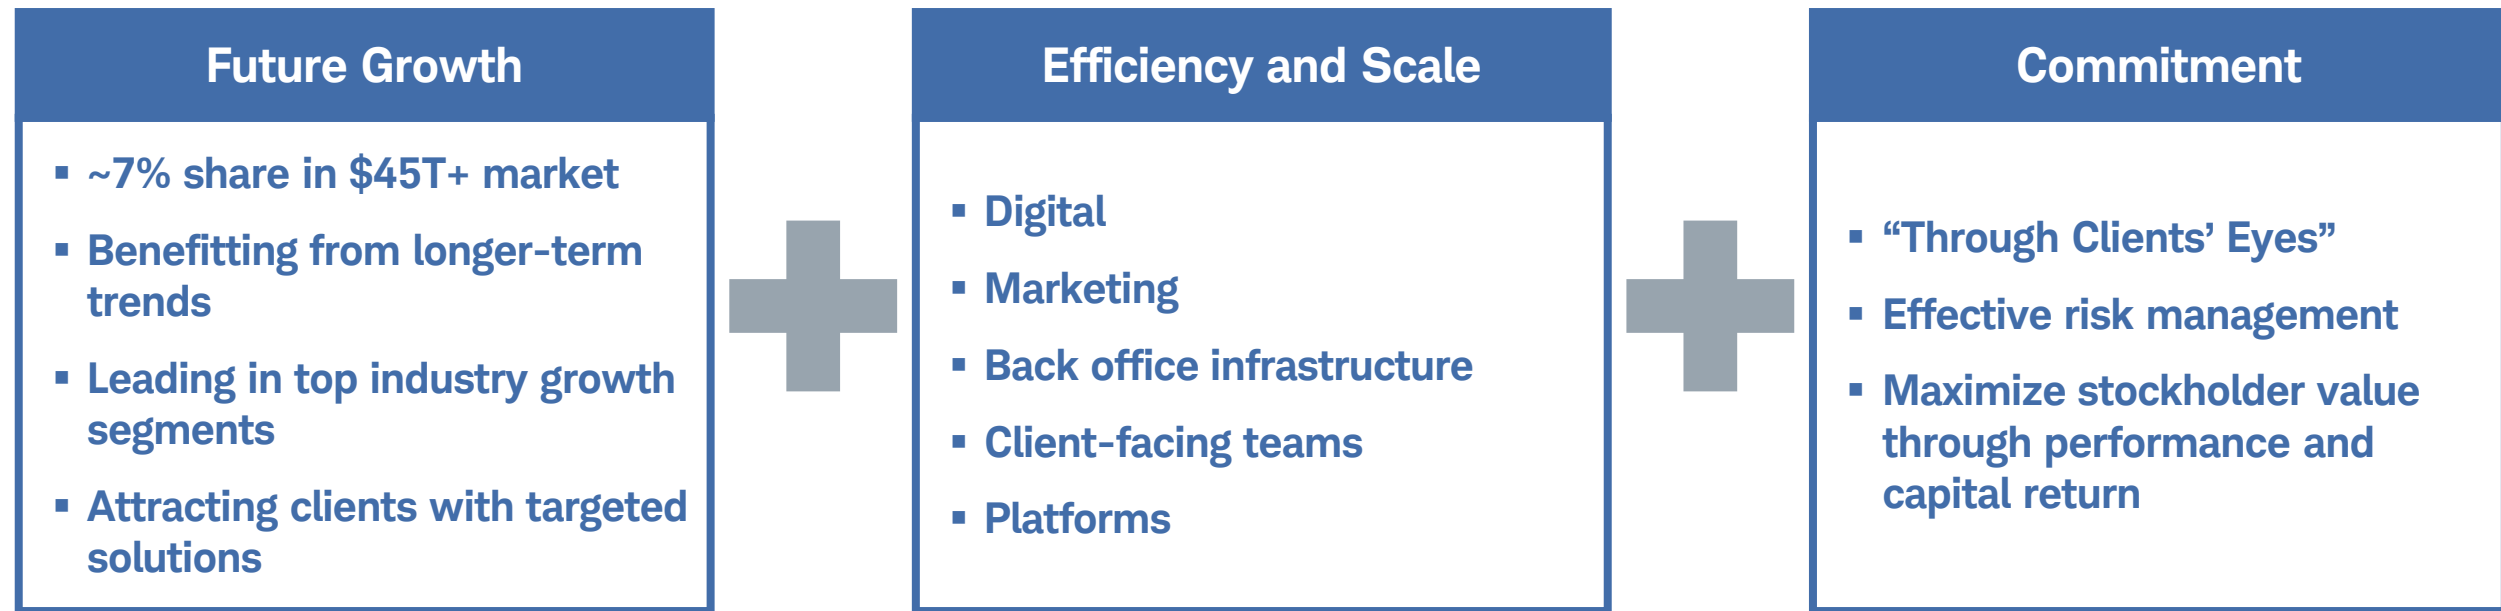 Future Growth
▪ ~7% share in $45T+ market
▪ Benefitting from longer-term
trends
▪ Leading in top industry growth
segments
▪ Attracting clients with targeted
solutions
Efficiency and Scale
▪ Digital
▪ Marketing
▪ Back office infrastructure
▪ Client-facing teams
▪ Platforms
Commitment
▪ “Through Clients’ Eyes”
▪ Effective risk management
▪ Maximize stockholder value
through performance and
capital return